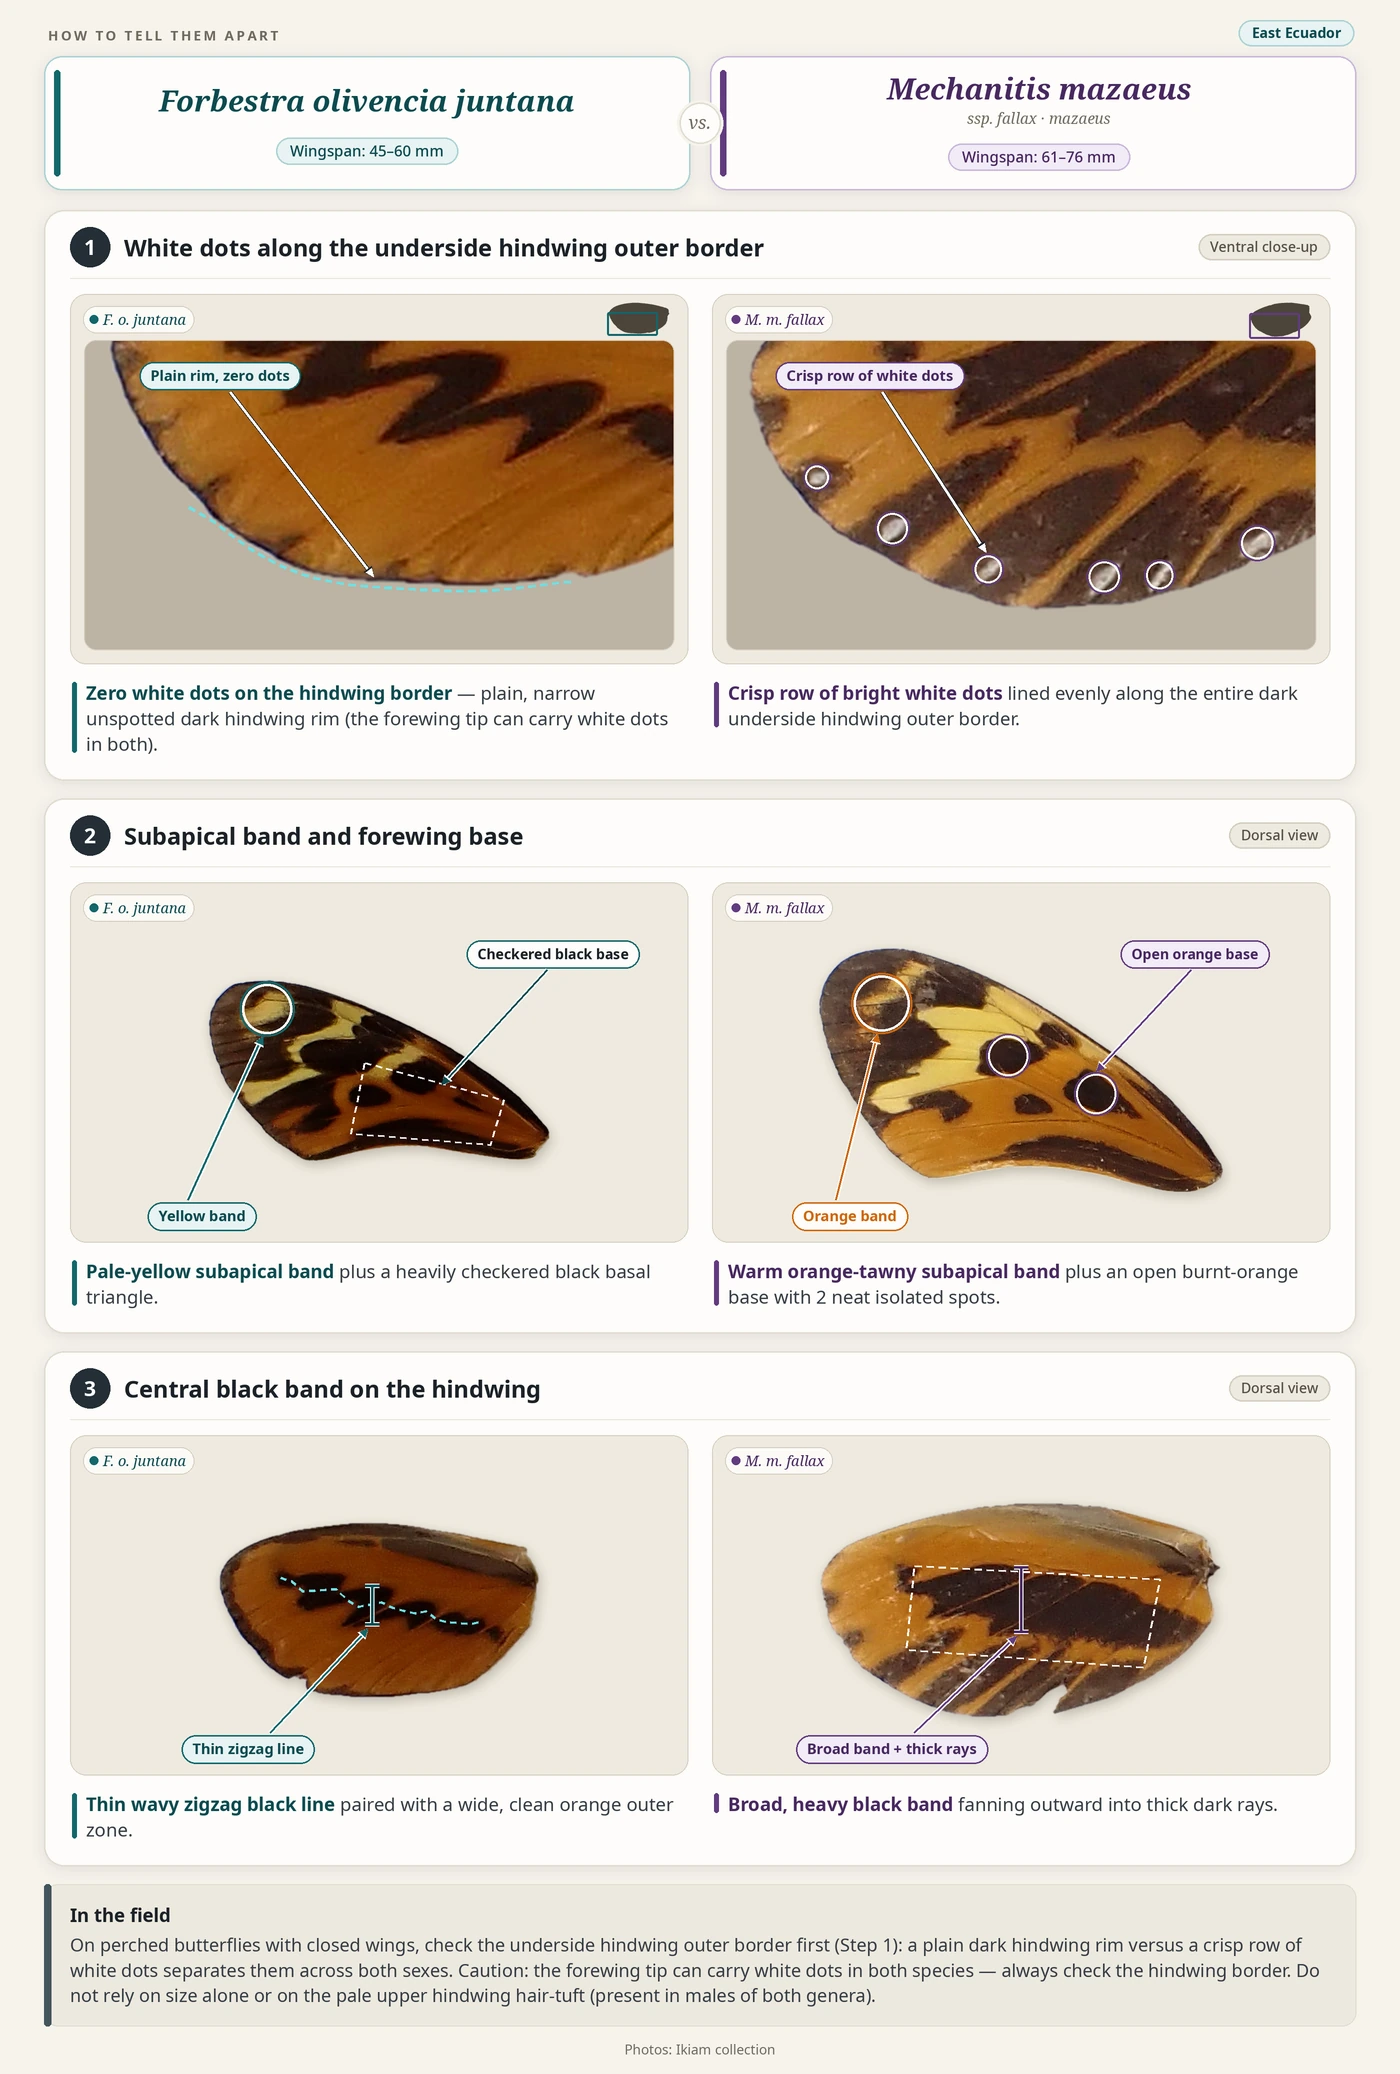 HOW TO TELL THEM APART
East Ecuador
Forbestra olivencia juntana
Wingspan: 45–60 mm
vs.
Mechanitis mazaeus
ssp. fallax · mazaeus
Wingspan: 61–76 mm
1 White dots along the underside hindwing outer border
Ventral close-up
F. o. juntana
Plain rim, zero dots
M. m. fallax
Crisp row of white dots
Zero white dots on the hindwing border — plain, narrow
unspotted dark hindwing rim (the forewing tip can carry white dots
in both).
Crisp row of bright white dots lined evenly along the entire dark
underside hindwing outer border.
2 Subapical band and forewing base
Dorsal view
F. o. juntana
Checkered black base
Yellow band
M. m. fallax
Open orange base
Orange band
Pale-yellow subapical band plus a heavily checkered black basal
triangle.
Warm orange-tawny subapical band plus an open burnt-orange
base with 2 neat isolated spots.
3 Central black band on the hindwing
Dorsal view
F. o. juntana
Thin zigzag line
M. m. fallax
Broad band + thick rays
Thin wavy zigzag black line paired with a wide, clean orange outer
zone.
Broad, heavy black band fanning outward into thick dark rays.
In the field
On perched butterflies with closed wings, check the underside hindwing outer border first (Step 1): a plain dark hindwing rim versus a crisp row of
white dots separates them across both sexes. Caution: the forewing tip can carry white dots in both species — always check the hindwing border. Do
not rely on size alone or on the pale upper hindwing hair-tuft (present in males of both genera).
Photos: Ikiam collection